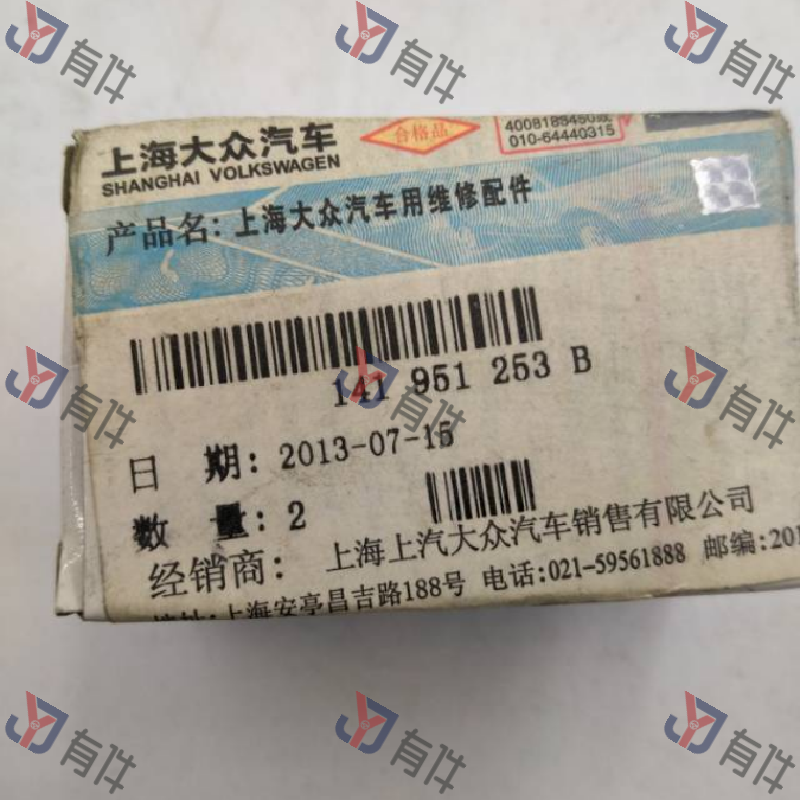 有件 有件 有件
上海大众汽车
SHANGHAI VOLKSWAGEN
合格品
010-64440315
产品名：上海大众汽车用维修配件
141 951 253 B
有件 有件 有件
日 期：2013-07-15
数 量：2
经销商： 上海上汽大众汽车销售有限公司
地址：上海安亭昌吉路188号 电话:021-59561888 邮编:201
有件 有件 有件